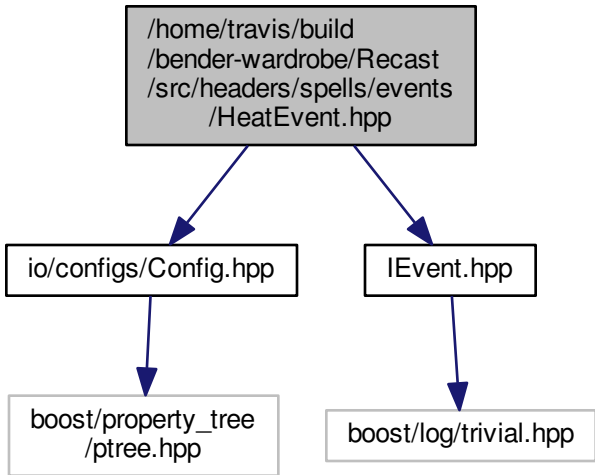 /home/travis/build
/bender-wardrobe/Recast
/src/headers/spells/events
/HeatEvent.hpp
io/configs/Config.hpp
IEvent.hpp
boost/property_tree
/ptree.hpp
boost/log/trivial.hpp